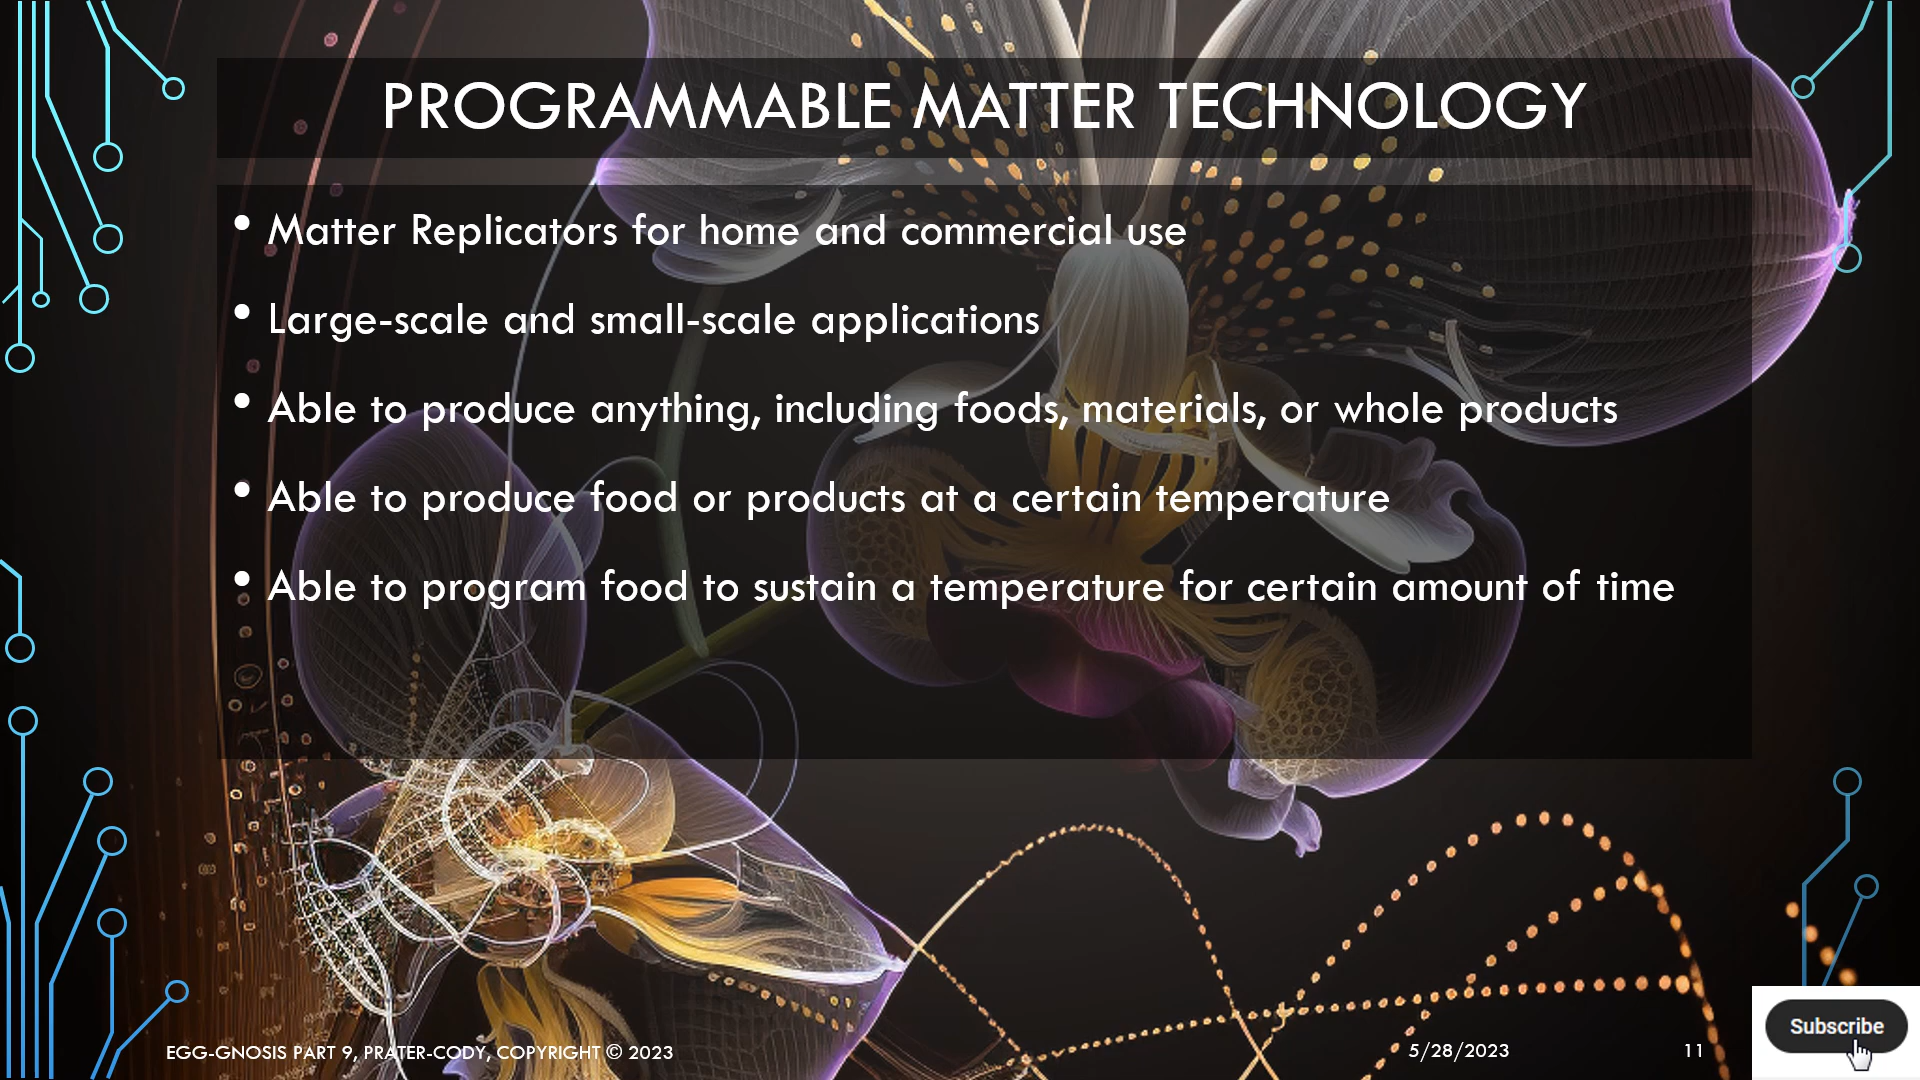 PROGRAMMABLE MATTER TECHNOLOGY
• Matter Replicators for home and commercial use
• Large-scale and small-scale applications
• Able to produce anything, including foods, materials, or whole products
• Able to produce food or products at a certain temperature
• Able to program food to sustain a temperature for certain amount of time
EGG-GNOSIS PART 9, PRATER-CODY, COPYRIGHT © 2023
5/28/2023
11
Subscribe